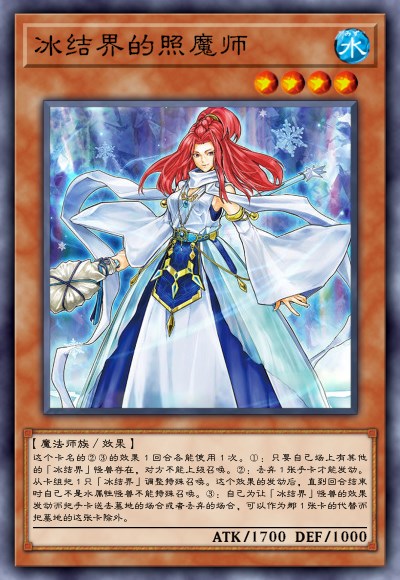 冰结界的照魔师
水
【魔法师族／效果】
这个卡名的②③的效果1回合各能使用1次。①：只要自己场上有其他
的「冰结界」怪兽存在，对方不能上级召唤。②：丢弃1张手卡才能发动。
从卡组把1只「冰结界」调整特殊召唤。这个效果的发动后，直到回合结束
时自己不是水属性怪兽不能特殊召唤。③：自己为让「冰结界」怪兽的效果
发动而把手卡送去墓地的场合或者丢弃的场合，可以作为那1张卡的代替而
把墓地的这张卡除外。
ATK/1700 DEF/1000